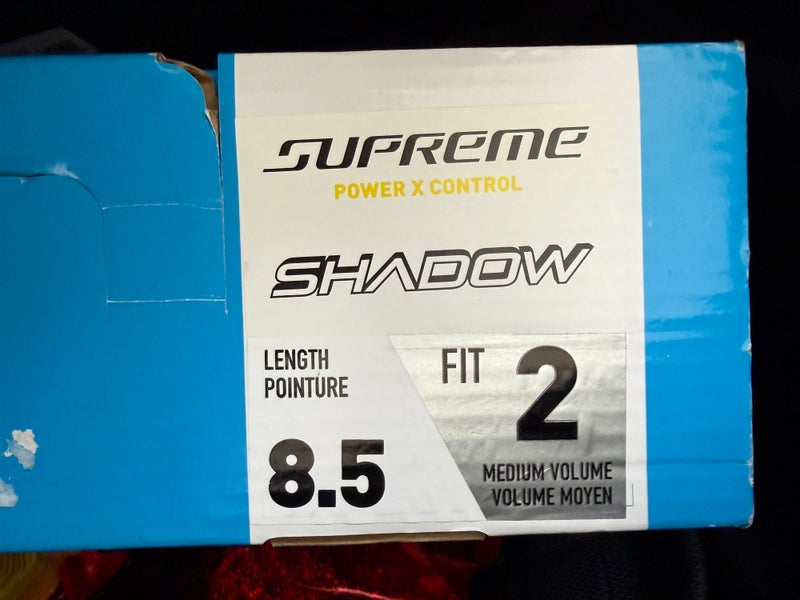 SUPREME
POWER X CONTROL
SHADOW
LENGTH
POINTURE
8.5
FIT 2
MEDIUM VOLUME
VOLUME MOYEN